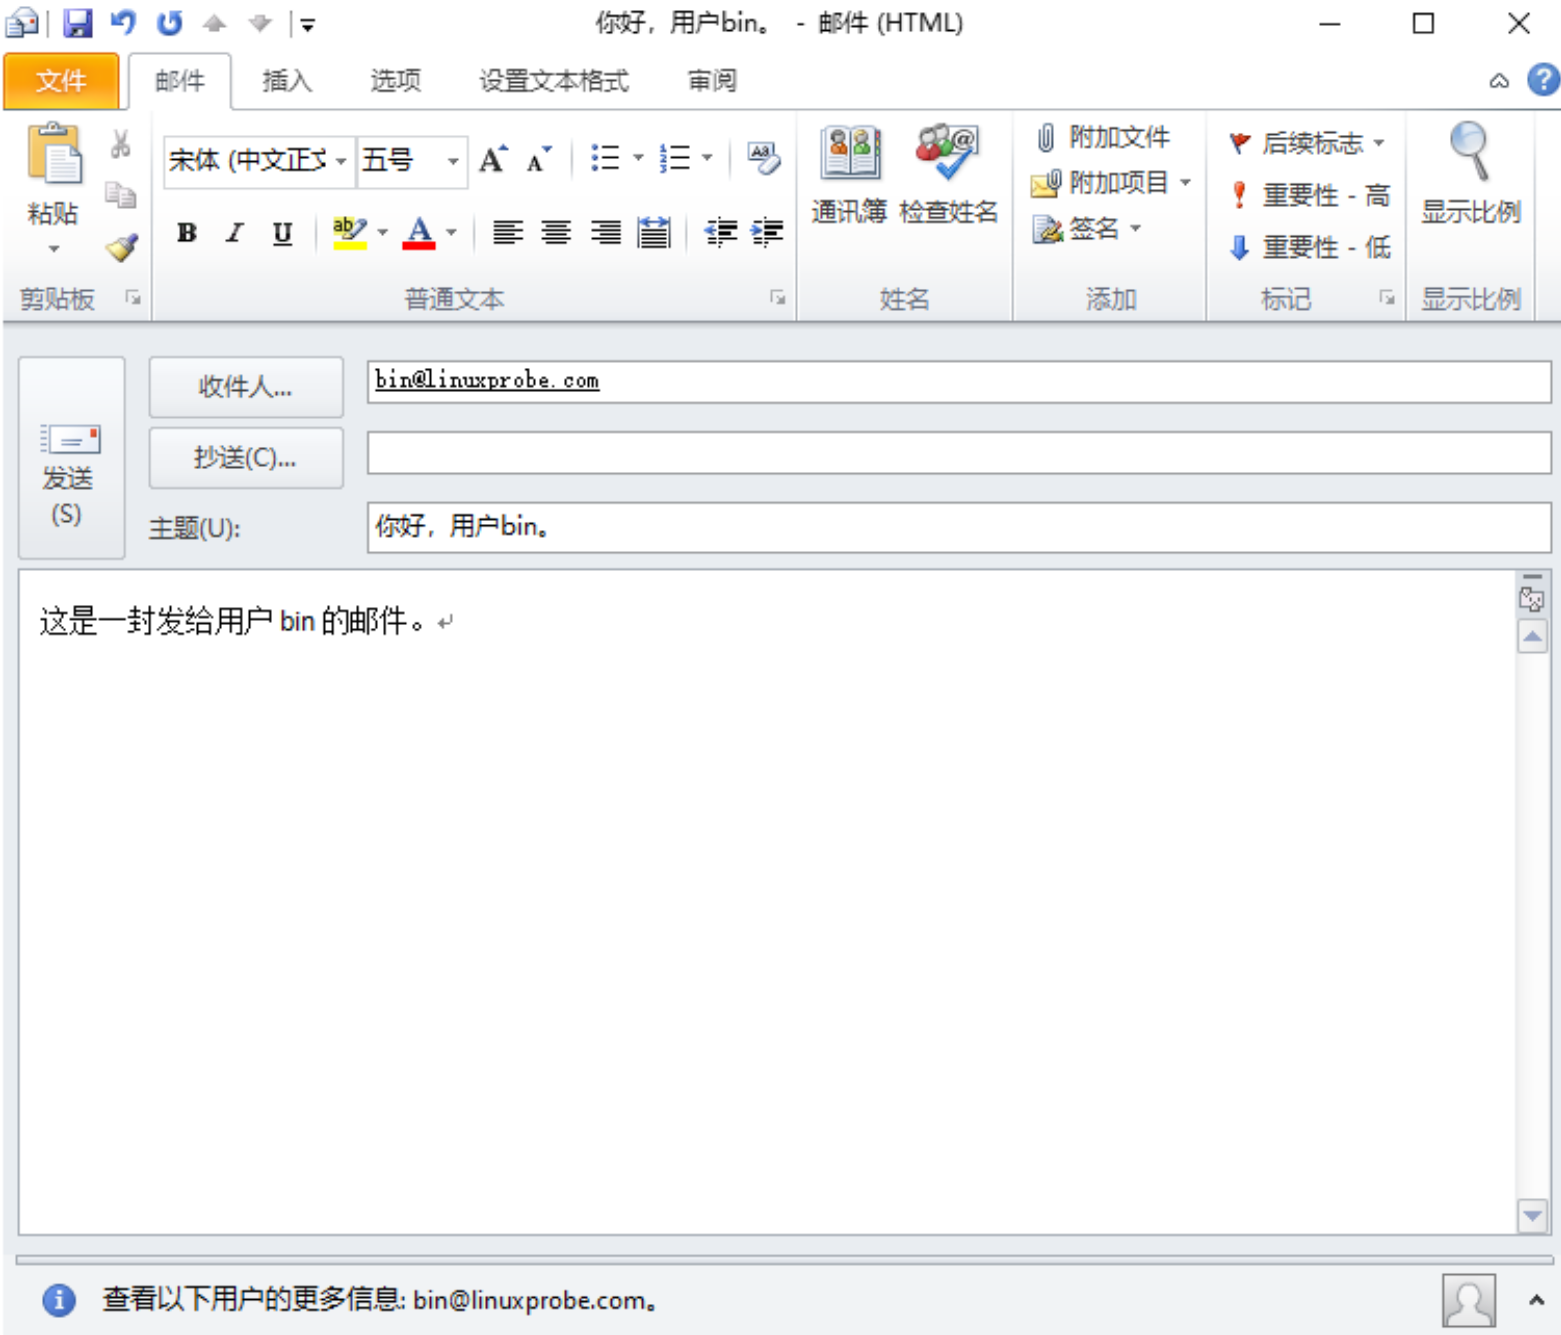 你好，用户bin。 - 邮件 (HTML)
文件 邮件 插入 选项 设置文本格式 审阅
粘贴
剪贴板
宋体 (中文正文 五号
B I U
普通文本
通讯簿 检查姓名
姓名
附加文件
附加项目
签名
添加
后续标志
重要性 - 高
重要性 - 低
标记
显示比例
显示比例
发送
(S)
收件人... bin@linuxprobe.com
抄送(C)...
主题(U): 你好，用户bin。
这是一封发给用户 bin 的邮件。
查看以下用户的更多信息: bin@linuxprobe.com。